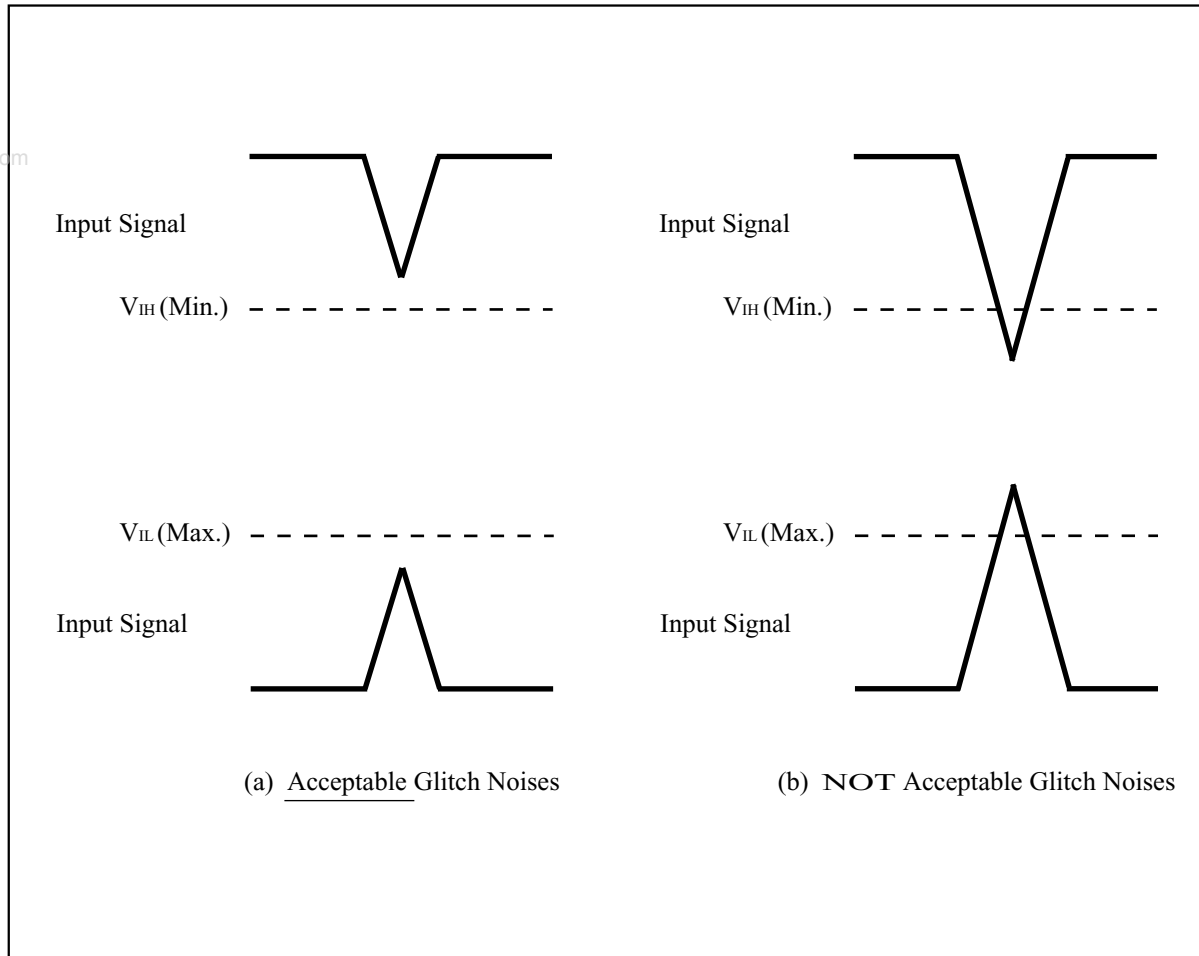 om
Input Signal
Input Signal
VIH (Min.)
VIH (Min.)
VIL (Max.)
VIL (Max.)
Input Signal
Input Signal
(a) Acceptable Glitch Noises
(b) NOT Acceptable Glitch Noises